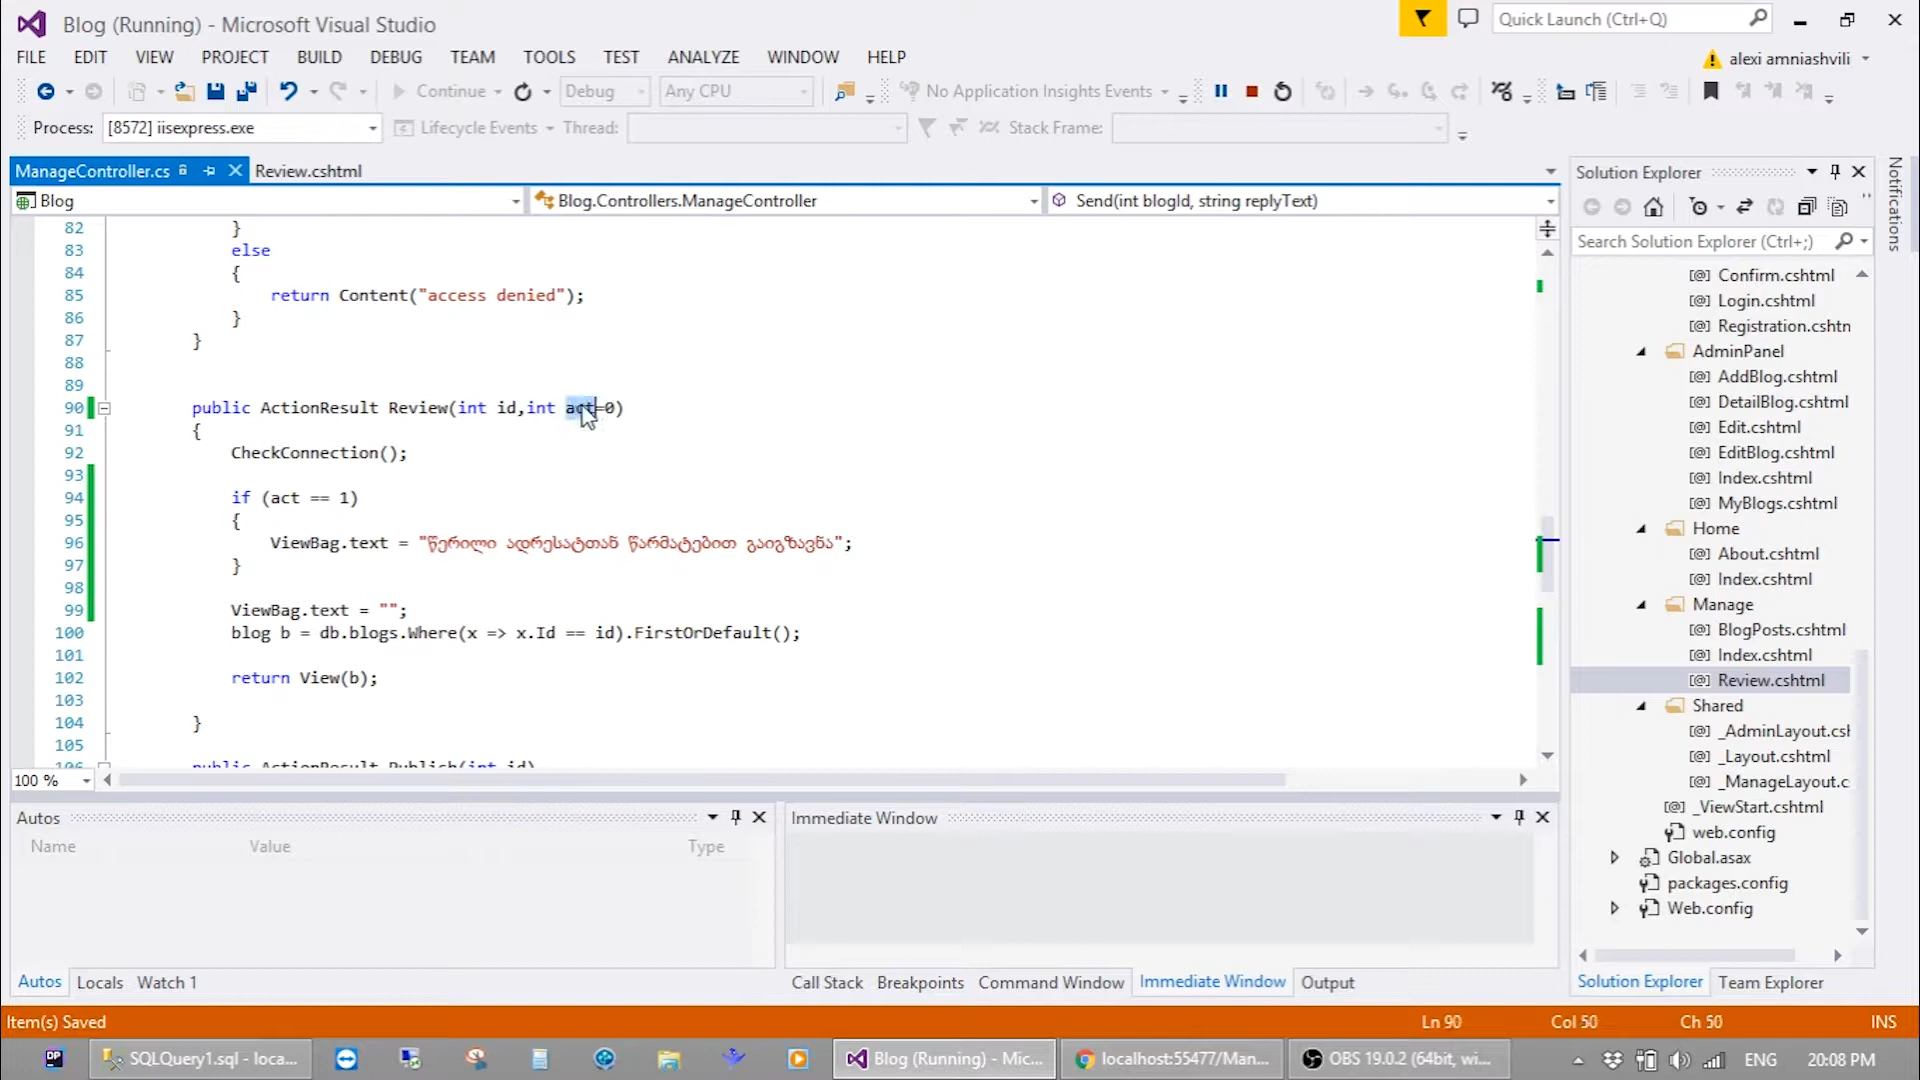 Blog (Running) - Microsoft Visual Studio
Quick Launch (Ctrl+Q)
FILE EDIT VIEW PROJECT BUILD DEBUG TEAM TOOLS TEST ANALYZE WINDOW HELP
alexi amniashvili
Continue Debug Any CPU No Application Insights Events
Process: [8572] iisexpress.exe Lifecycle Events Thread: Stack Frame:
ManageController.cs Review.cshtml
Blog Blog.Controllers.ManageController Send(int blogId, string replyText)
82 }
83 else
84 {
85 return Content("access denied");
86 }
87 }
88
89
90 public ActionResult Review(int id,int act=0)
91 {
92 CheckConnection();
93
94 if (act == 1)
95 {
96 ViewBag.text = "წერილი ადრესატთან წარმატებით გაიგზავნა";
97 }
98
99 ViewBag.text = "";
100 blog b = db.blogs.Where(x => x.Id == id).FirstOrDefault();
101
102 return View(b);
103
104 }
105
106 public ActionResult Publish(int id)
100 %
Solution Explorer
Search Solution Explorer (Ctrl+;)
Confirm.cshtml
Login.cshtml
Registration.cshtn
AdminPanel
AddBlog.cshtml
DetailBlog.cshtml
Edit.cshtml
EditBlog.cshtml
Index.cshtml
MyBlogs.cshtml
Home
About.cshtml
Index.cshtml
Manage
BlogPosts.cshtml
Index.cshtml
Review.cshtml
Shared
_AdminLayout.csl
_Layout.cshtml
_ManageLayout.c
_ViewStart.cshtml
web.config
Global.asax
packages.config
Web.config
Solution Explorer Team Explorer
Notifications
Autos
Name Value Type
Autos Locals Watch 1
Immediate Window
Call Stack Breakpoints Command Window Immediate Window Output
Item(s) Saved Ln 90 Col 50 Ch 50 INS
SQLQuery1.sql - loca... Blog (Running) - Mic... localhost:55477/Man... OBS 19.0.2 (64bit, wi... ENG 20:08 PM